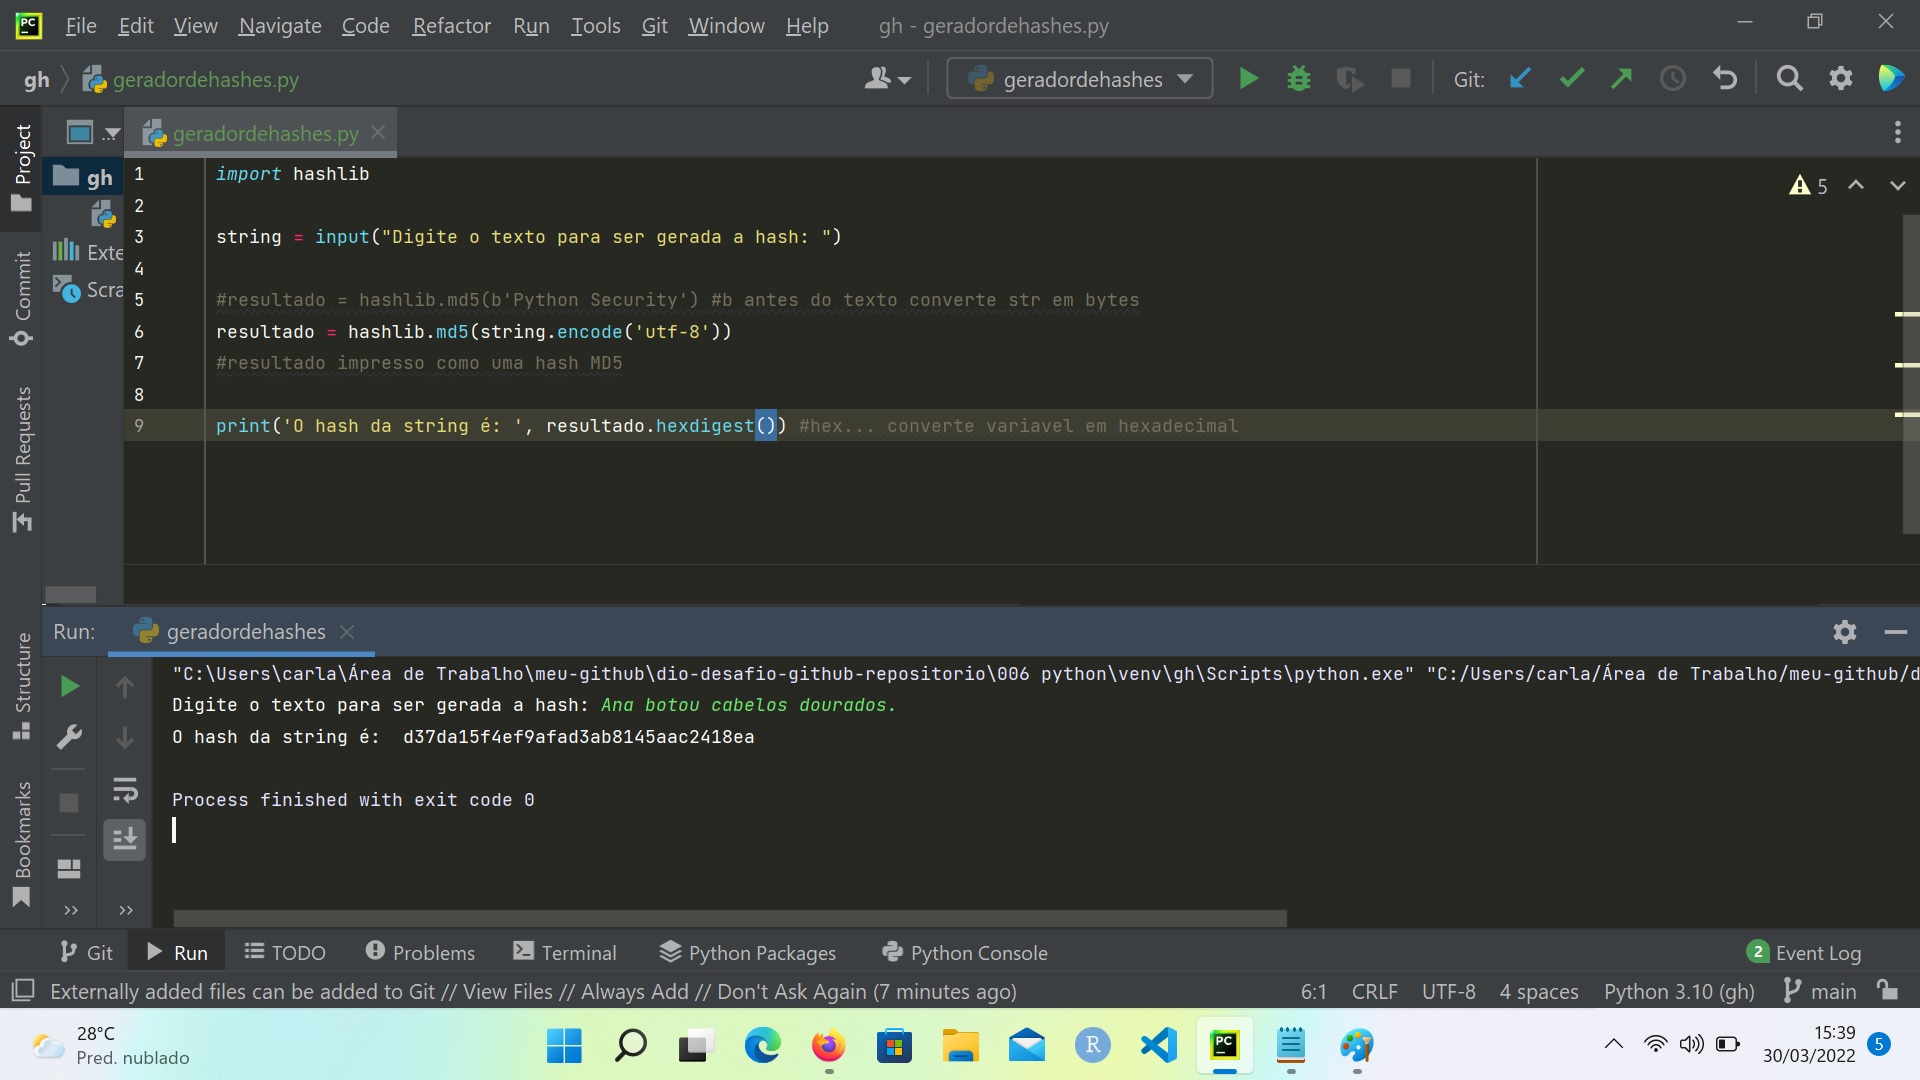 PC File Edit View Navigate Code Refactor Run Tools Git Window Help gh - geradordehashes.py
gh geradordehashes.py geradordehashes Git:
... geradordehashes.py
Project
Commit
Pull Requests
Structure
Bookmarks
gh
Exte
Scra
5
1 import hashlib
2
3 string = input("Digite o texto para ser gerada a hash: ")
4
5 #resultado = hashlib.md5(b'Python Security') #b antes do texto converte str em bytes
6 resultado = hashlib.md5(string.encode('utf-8'))
7 #resultado impresso como uma hash MD5
8
9 print('O hash da string é: ', resultado.hexdigest()) #hex... converte variavel em hexadecimal
Run: geradordehashes
"C:\Users\carla\Área de Trabalho\meu-github\dio-desafio-github-repositorio\006 python\venv\gh\Scripts\python.exe" "C:/Users/carla/Área de Trabalho/meu-github/d
Digite o texto para ser gerada a hash: Ana botou cabelos dourados.
O hash da string é:  d37da15f4ef9afad3ab8145aac2418ea
Process finished with exit code 0
Git Run TODO Problems Terminal Python Packages Python Console 2 Event Log
Externally added files can be added to Git // View Files // Always Add // Don't Ask Again (7 minutes ago) 6:1 CRLF UTF-8 4 spaces Python 3.10 (gh) main
28°C
Pred. nublado
R
PC
15:39
30/03/2022
5